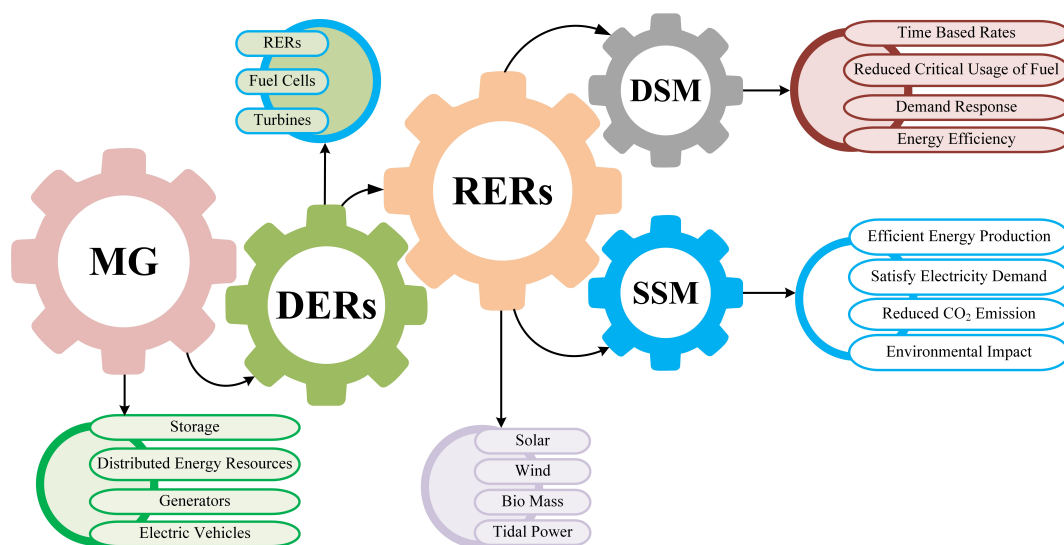 RERs
Fuel Cells
Turbines
MG
DERs
RERs
DSM
SSM
Time Based Rates
Reduced Critical Usage of Fuel
Demand Response
Energy Efficiency
Efficient Energy Production
Satisfy Electricity Demand
Reduced CO₂ Emission
Environmental Impact
Storage
Distributed Energy Resources
Generators
Electric Vehicles
Solar
Wind
Bio Mass
Tidal Power